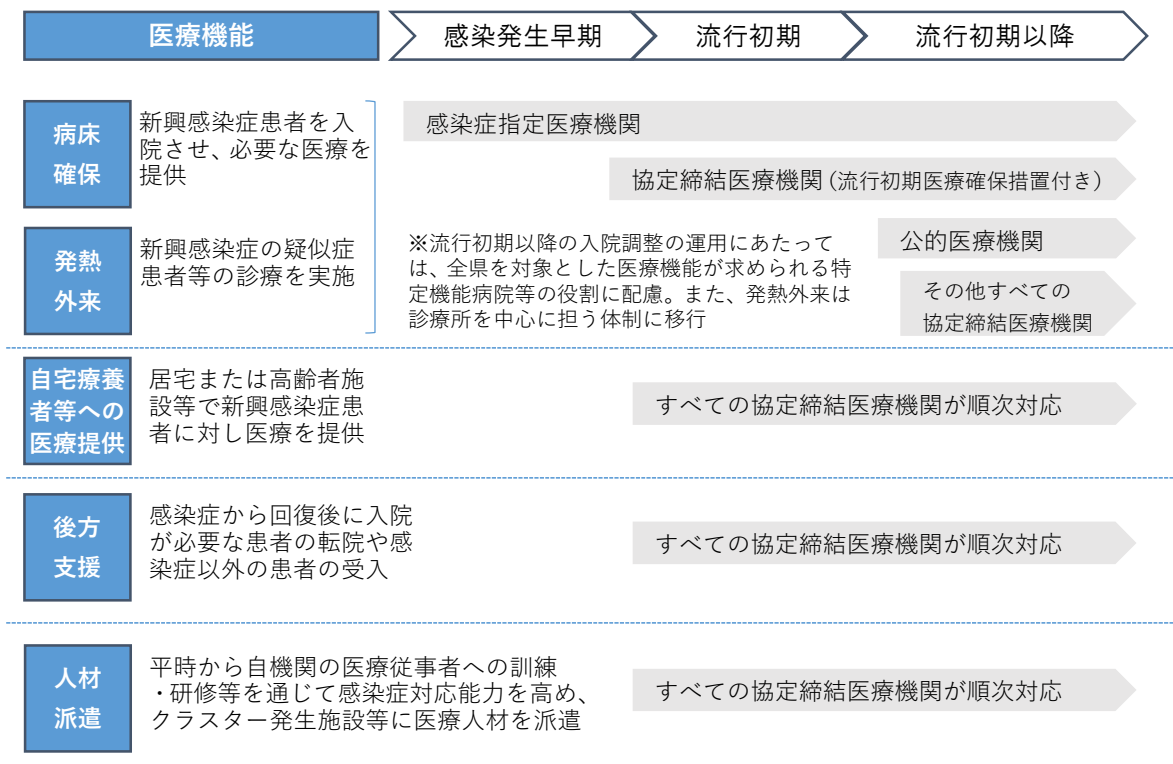 医療機能
感染発生早期
流行初期
流行初期以降
病床
確保
新興感染症患者を入
院させ、必要な医療を
提供
感染症指定医療機関
協定締結医療機関(流行初期医療確保措置付き)
発熱
外来
新興感染症の疑似症
患者等の診療を実施
※流行初期以降の入院調整の運用にあたって
は、全県を対象とした医療機能が求められる特
定機能病院等の役割に配慮。また、発熱外来は
診療所を中心に担う体制に移行
公的医療機関
その他すべての
協定締結医療機関
自宅療養
者等への
医療提供
居宅または高齢者施
設等で新興感染症患
者に対し医療を提供
すべての協定締結医療機関が順次対応
後方
支援
感染症から回復後に入院
が必要な患者の転院や感
染症以外の患者の受入
すべての協定締結医療機関が順次対応
人材
派遣
平時から自機関の医療従事者への訓練
・研修等を通じて感染症対応能力を高め、
クラスター発生施設等に医療人材を派遣
すべての協定締結医療機関が順次対応